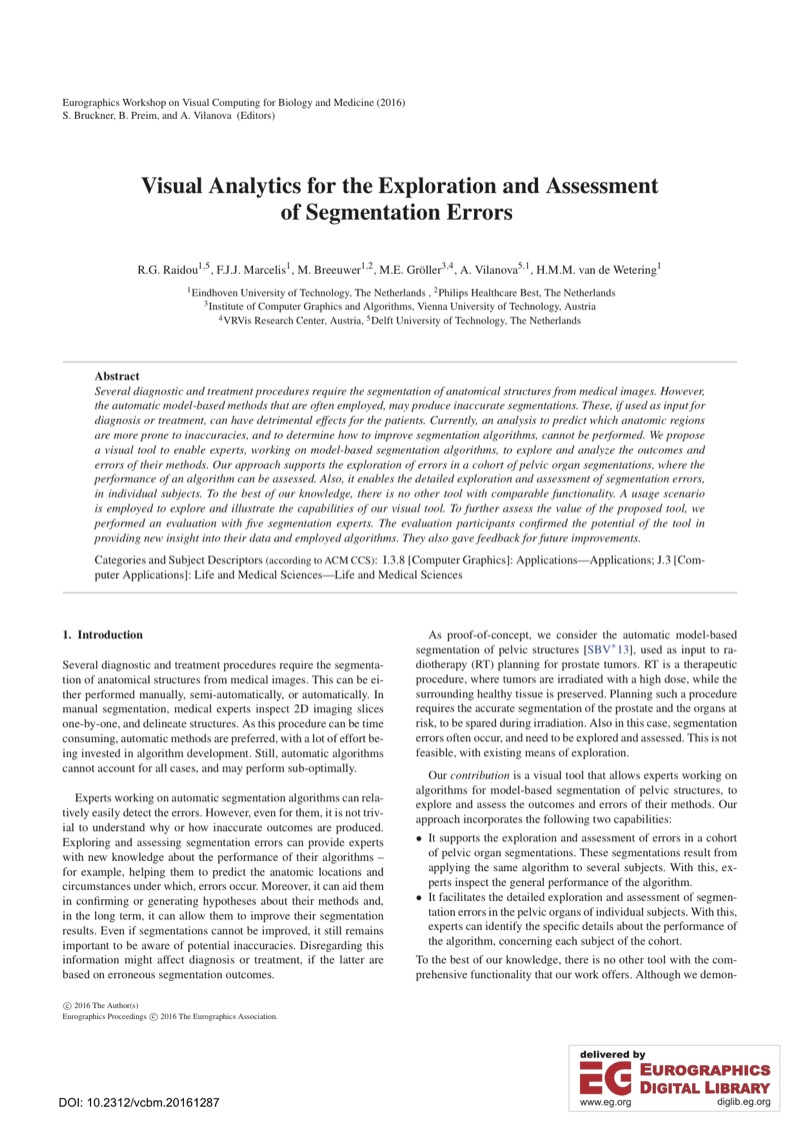 Eurographics Workshop on Visual Computing for Biology and Medicine (2016)
S. Bruckner, B. Preim, and A. Vilanova (Editors)
Visual Analytics for the Exploration and Assessment
of Segmentation Errors
R.G. Raidou1,5, F.J.J. Marcelis1, M. Breeuwer1,2, M.E. Gröller3,4, A. Vilanova5,1, H.M.M. van de Wetering1
1Eindhoven University of Technology, The Netherlands , 2Philips Healthcare Best, The Netherlands
3Institute of Computer Graphics and Algorithms, Vienna University of Technology, Austria
4VRVis Research Center, Austria, 5Delft University of Technology, The Netherlands
Abstract
Several diagnostic and treatment procedures require the segmentation of anatomical structures from medical images. However,
the automatic model-based methods that are often employed, may produce inaccurate segmentations. These, if used as input for
diagnosis or treatment, can have detrimental effects for the patients. Currently, an analysis to predict which anatomic regions
are more prone to inaccuracies, and to determine how to improve segmentation algorithms, cannot be performed. We propose
a visual tool to enable experts, working on model-based segmentation algorithms, to explore and analyze the outcomes and
errors of their methods. Our approach supports the exploration of errors in a cohort of pelvic organ segmentations, where the
performance of an algorithm can be assessed. Also, it enables the detailed exploration and assessment of segmentation errors,
in individual subjects. To the best of our knowledge, there is no other tool with comparable functionality. A usage scenario
is employed to explore and illustrate the capabilities of our visual tool. To further assess the value of the proposed tool, we
performed an evaluation with five segmentation experts. The evaluation participants confirmed the potential of the tool in
providing new insight into their data and employed algorithms. They also gave feedback for future improvements.
Categories and Subject Descriptors (according to ACM CCS): I.3.8 [Computer Graphics]: Applications—Applications; J.3 [Com-
puter Applications]: Life and Medical Sciences—Life and Medical Sciences
1. Introduction
Several diagnostic and treatment procedures require the segmenta-
tion of anatomical structures from medical images. This can be ei-
ther performed manually, semi-automatically, or automatically. In
manual segmentation, medical experts inspect 2D imaging slices
one-by-one, and delineate structures. As this procedure can be time
consuming, automatic methods are preferred, with a lot of effort be-
ing invested in algorithm development. Still, automatic algorithms
cannot account for all cases, and may perform sub-optimally.
Experts working on automatic segmentation algorithms can rela-
tively easily detect the errors. However, even for them, it is not triv-
ial to understand why or how inaccurate outcomes are produced.
Exploring and assessing segmentation errors can provide experts
with new knowledge about the performance of their algorithms –
for example, helping them to predict the anatomic locations and
circumstances under which, errors occur. Moreover, it can aid them
in confirming or generating hypotheses about their methods and,
in the long term, it can allow them to improve their segmentation
results. Even if segmentations cannot be improved, it still remains
important to be aware of potential inaccuracies. Disregarding this
information might affect diagnosis or treatment, if the latter are
based on erroneous segmentation outcomes.
As proof-of-concept, we consider the automatic model-based
segmentation of pelvic structures [SBV*13], used as input to ra-
diotherapy (RT) planning for prostate tumors. RT is a therapeutic
procedure, where tumors are irradiated with a high dose, while the
surrounding healthy tissue is preserved. Planning such a procedure
requires the accurate segmentation of the prostate and the organs at
risk, to be spared during irradiation. Also in this case, segmentation
errors often occur, and need to be explored and assessed. This is not
feasible, with existing means of exploration.
Our contribution is a visual tool that allows experts working on
algorithms for model-based segmentation of pelvic structures, to
explore and assess the outcomes and errors of their methods. Our
approach incorporates the following two capabilities:
• It supports the exploration and assessment of errors in a cohort
of pelvic organ segmentations. These segmentations result from
applying the same algorithm to several subjects. With this, ex-
perts inspect the general performance of the algorithm.
• It facilitates the detailed exploration and assessment of segmen-
tation errors in the pelvic organs of individual subjects. With this,
experts can identify the specific details about the performance of
the algorithm, concerning each subject of the cohort.
To the best of our knowledge, there is no other tool with the com-
prehensive functionality that our work offers. Although we demon-
© 2016 The Author(s)
Eurographics Proceedings © 2016 The Eurographics Association.
DOI: 10.2312/vcbm.20161287
delivered by
EG EUROGRAPHICS
DIGITAL LIBRARY
www.eg.org diglib.eg.org